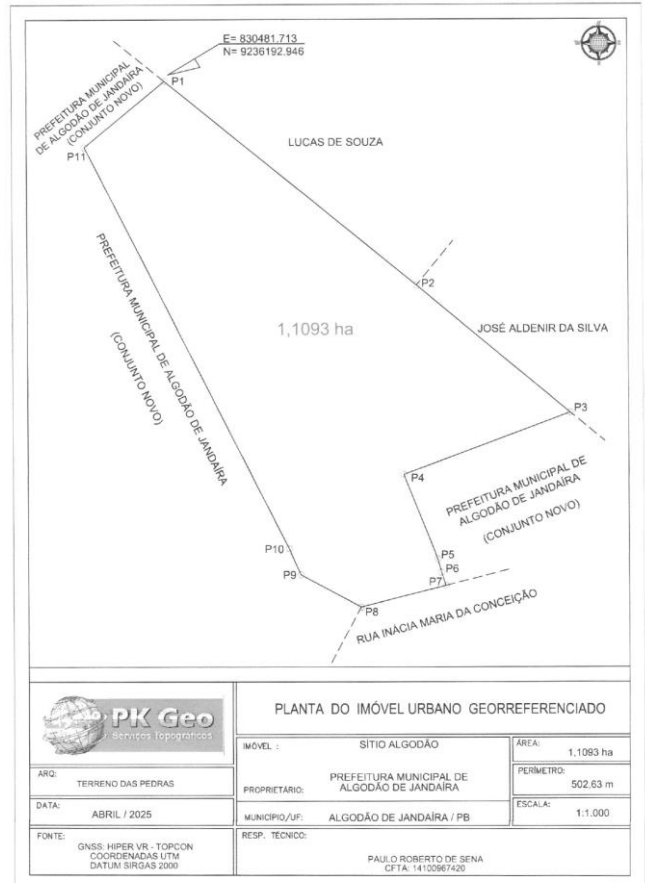 E= 830481.713
N= 9236192.946
P1
PREFEITURA MUNICIPAL
DE ALGODÃO DE JANDAÍRA
(CONJUNTO NOVO)
P11
LUCAS DE SOUZA
P2
PREFEITURA MUNICIPAL DE ALGODÃO DE JANDAÍRA
(CONJUNTO NOVO)
1,1093 ha
JOSÉ ALDENIR DA SILVA
P3
P4
PREFEITURA MUNICIPAL DE
ALGODÃO DE JANDAÍRA
(CONJUNTO NOVO)
P10
P5
P6
P9
P7
P8
RUA INÁCIA MARIA DA CONCEIÇÃO
PK Geo
Serviços Topográficos
PLANTA DO IMÓVEL URBANO GEORREFERENCIADO
IMÓVEL :
SÍTIO ALGODÃO
ÁREA:
1,1093 ha
ARQ:
TERRENO DAS PEDRAS
PROPRIETÁRIO:
PREFEITURA MUNICIPAL DE
ALGODÃO DE JANDAÍRA
PERÍMETRO:
502,63 m
DATA:
ABRIL / 2025
MUNICÍPIO/UF:
ALGODÃO DE JANDAÍRA / PB
ESCALA:
1:1.000
FONTE:
GNSS: HIPER VR - TOPCON
COORDENADAS UTM
DATUM SIRGAS 2000
RESP. TÉCNICO:
PAULO ROBERTO DE SENA
CFTA: 14100967420